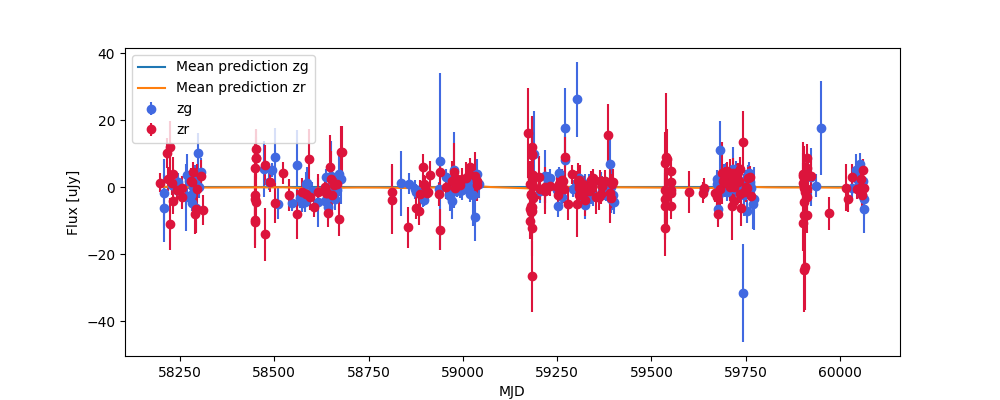 40
20
0
−20
−40
Flux [uJy]
Mean prediction zg
Mean prediction zr
zg
zr
58250
58500
58750
59000
59250
59500
59750
60000
MJD